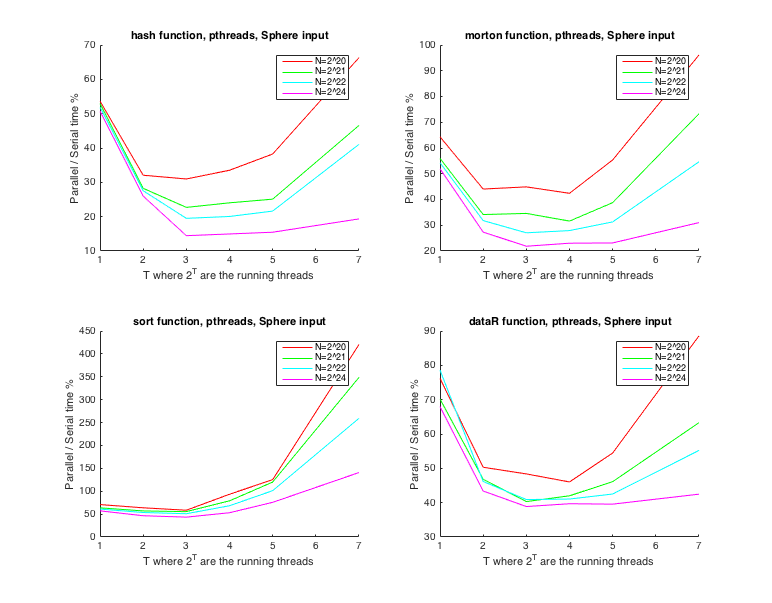 hash function, pthreads, Sphere input
70
60
50
40
30
20
10
Parallel / Serial time %
N=2^20
N=2^21
N=2^22
N=2^24
1 2 3 4 5 6 7
T where 2^T are the running threads
morton function, pthreads, Sphere input
100
90
80
70
60
50
40
30
20
Parallel / Serial time %
N=2^20
N=2^21
N=2^22
N=2^24
1 2 3 4 5 6 7
T where 2^T are the running threads
sort function, pthreads, Sphere input
450
400
350
300
250
200
150
100
50
0
Parallel / Serial time %
N=2^20
N=2^21
N=2^22
N=2^24
1 2 3 4 5 6 7
T where 2^T are the running threads
dataR function, pthreads, Sphere input
90
80
70
60
50
40
30
Parallel / Serial time %
N=2^20
N=2^21
N=2^22
N=2^24
1 2 3 4 5 6 7
T where 2^T are the running threads